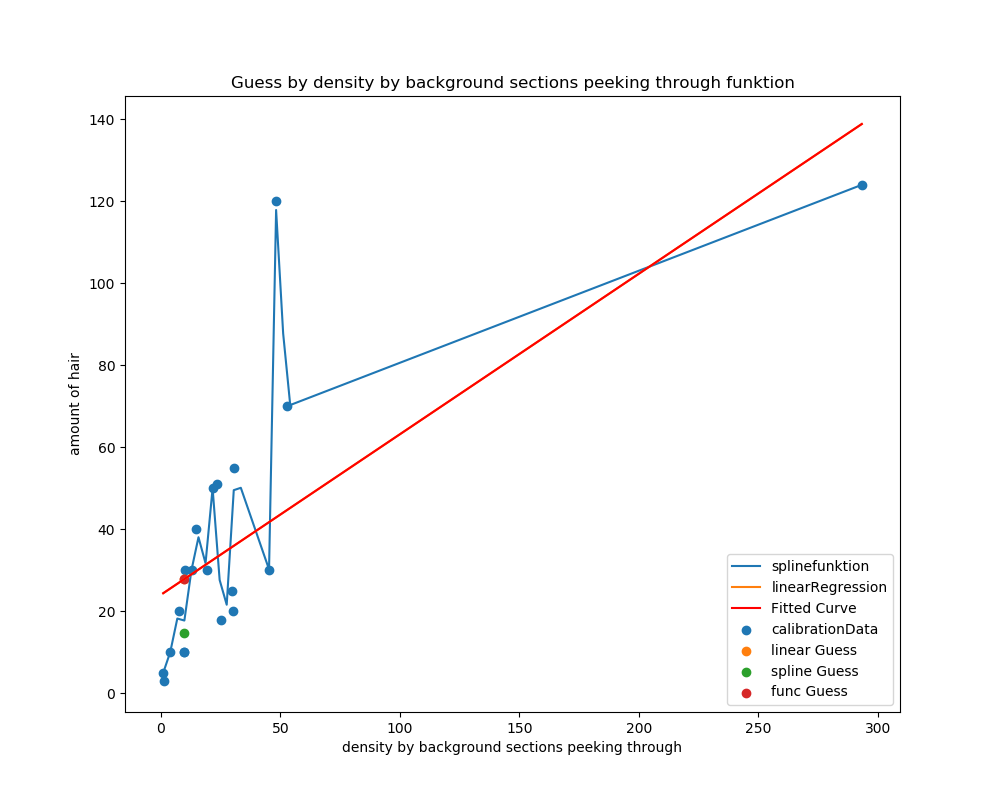 Guess by density by background sections peeking through funktion
140
120
100
80
60
40
20
0
amount of hair
0 50 100 150 200 250 300
density by background sections peeking through
splinefunktion
linearRegression
Fitted Curve
calibrationData
linear Guess
spline Guess
func Guess